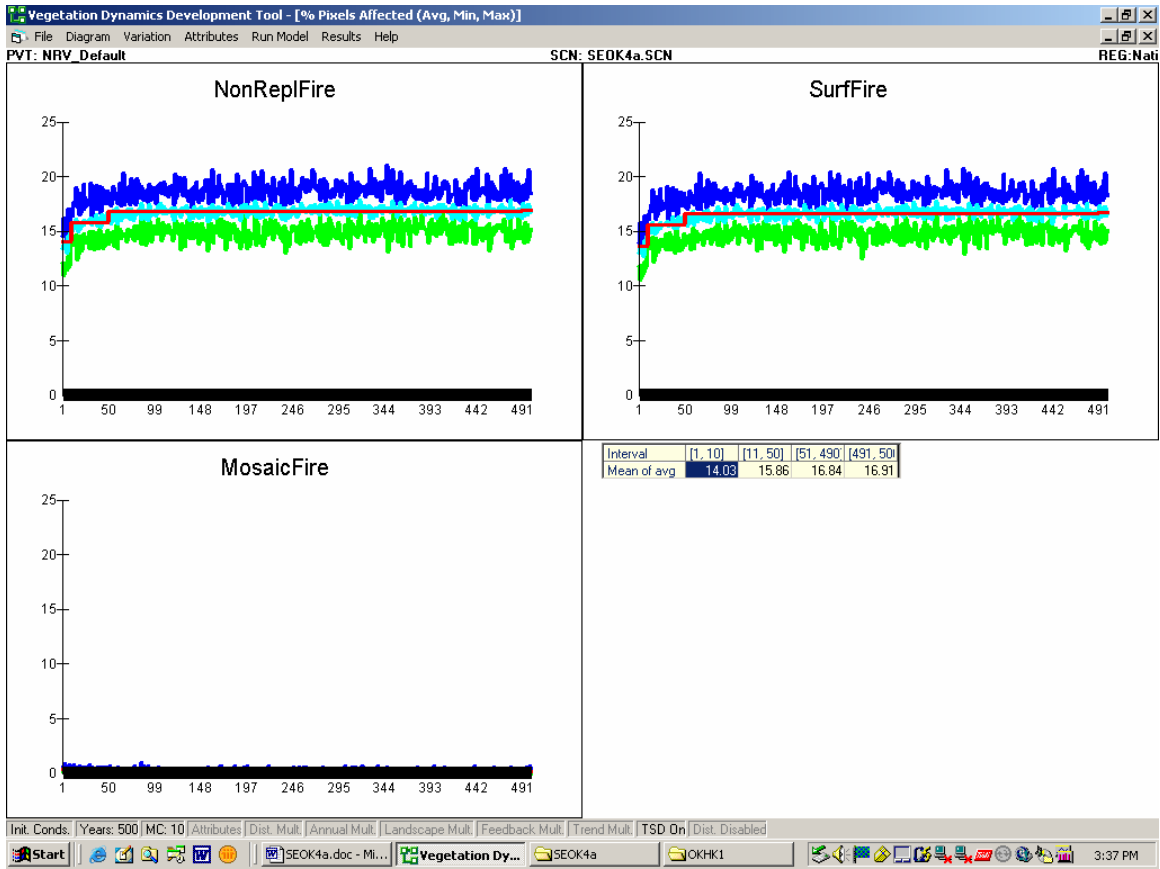 Vegetation Dynamics Development Tool - [% Pixels Affected (Avg, Min, Max)]
File Diagram Variation Attributes Run Model Results Help
PVT: NRV_Default SCN: SEOK4a.SCN REG:Nati
NonReplFire
25
20
15
10
5
0
1 50 99 148 197 246 295 344 393 442 491
SurfFire
25
20
15
10
5
0
1 50 99 148 197 246 295 344 393 442 491
MosaicFire
25
20
15
10
5
0
1 50 99 148 197 246 295 344 393 442 491
Interval [1, 10] [11, 50] [51, 490] [491, 50
Mean of avg 14.03 15.86 16.84 16.91
Init. Conds. Years: 500 MC: 10 Attributes Dist. Mult. Annual Mult. Landscape Mult. Feedback Mult. Trend Mult. TSD On Dist. Disabled
Start SEOK4a.doc - Mi... Vegetation Dy... SEOK4a OKHK1 3:37 PM